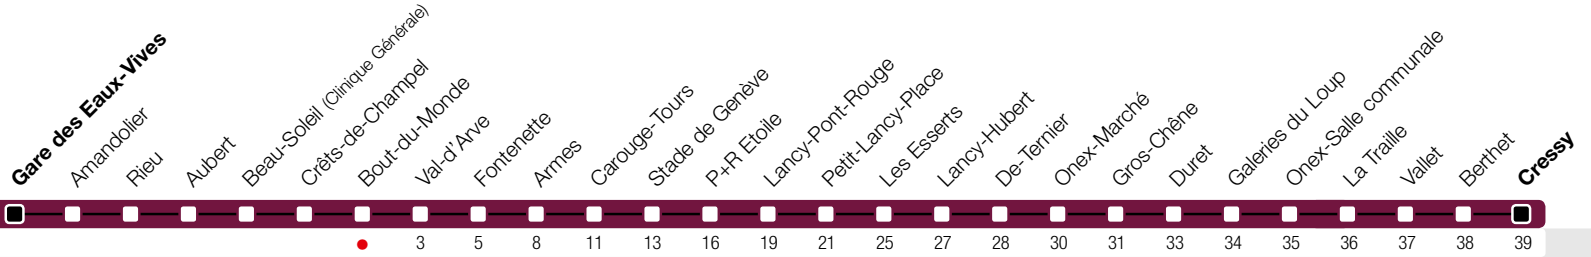 Gare des Eaux-Vives
Amandolier
Rieu
Aubert
Beau-Soleil (Clinique Générale)
Crêts-de-Champel
Bout-du-Monde
Val-d'Arve
Fontenette
Armes
Carouge-Tours
Stade de Genève
P+R Etoile
Lancy-Pont-Rouge
Petit-Lancy-Place
Les Esserts
Lancy-Hubert
De-Ternier
Onex-Marché
Gros-Chêne
Duret
Galeries du Loup
Onex-Salle communale
La Traille
Vallet
Berthet
Cressy
3 5 8 11 13 16 19 21 25 27 28 30 31 33 34 35 36 37 38 39